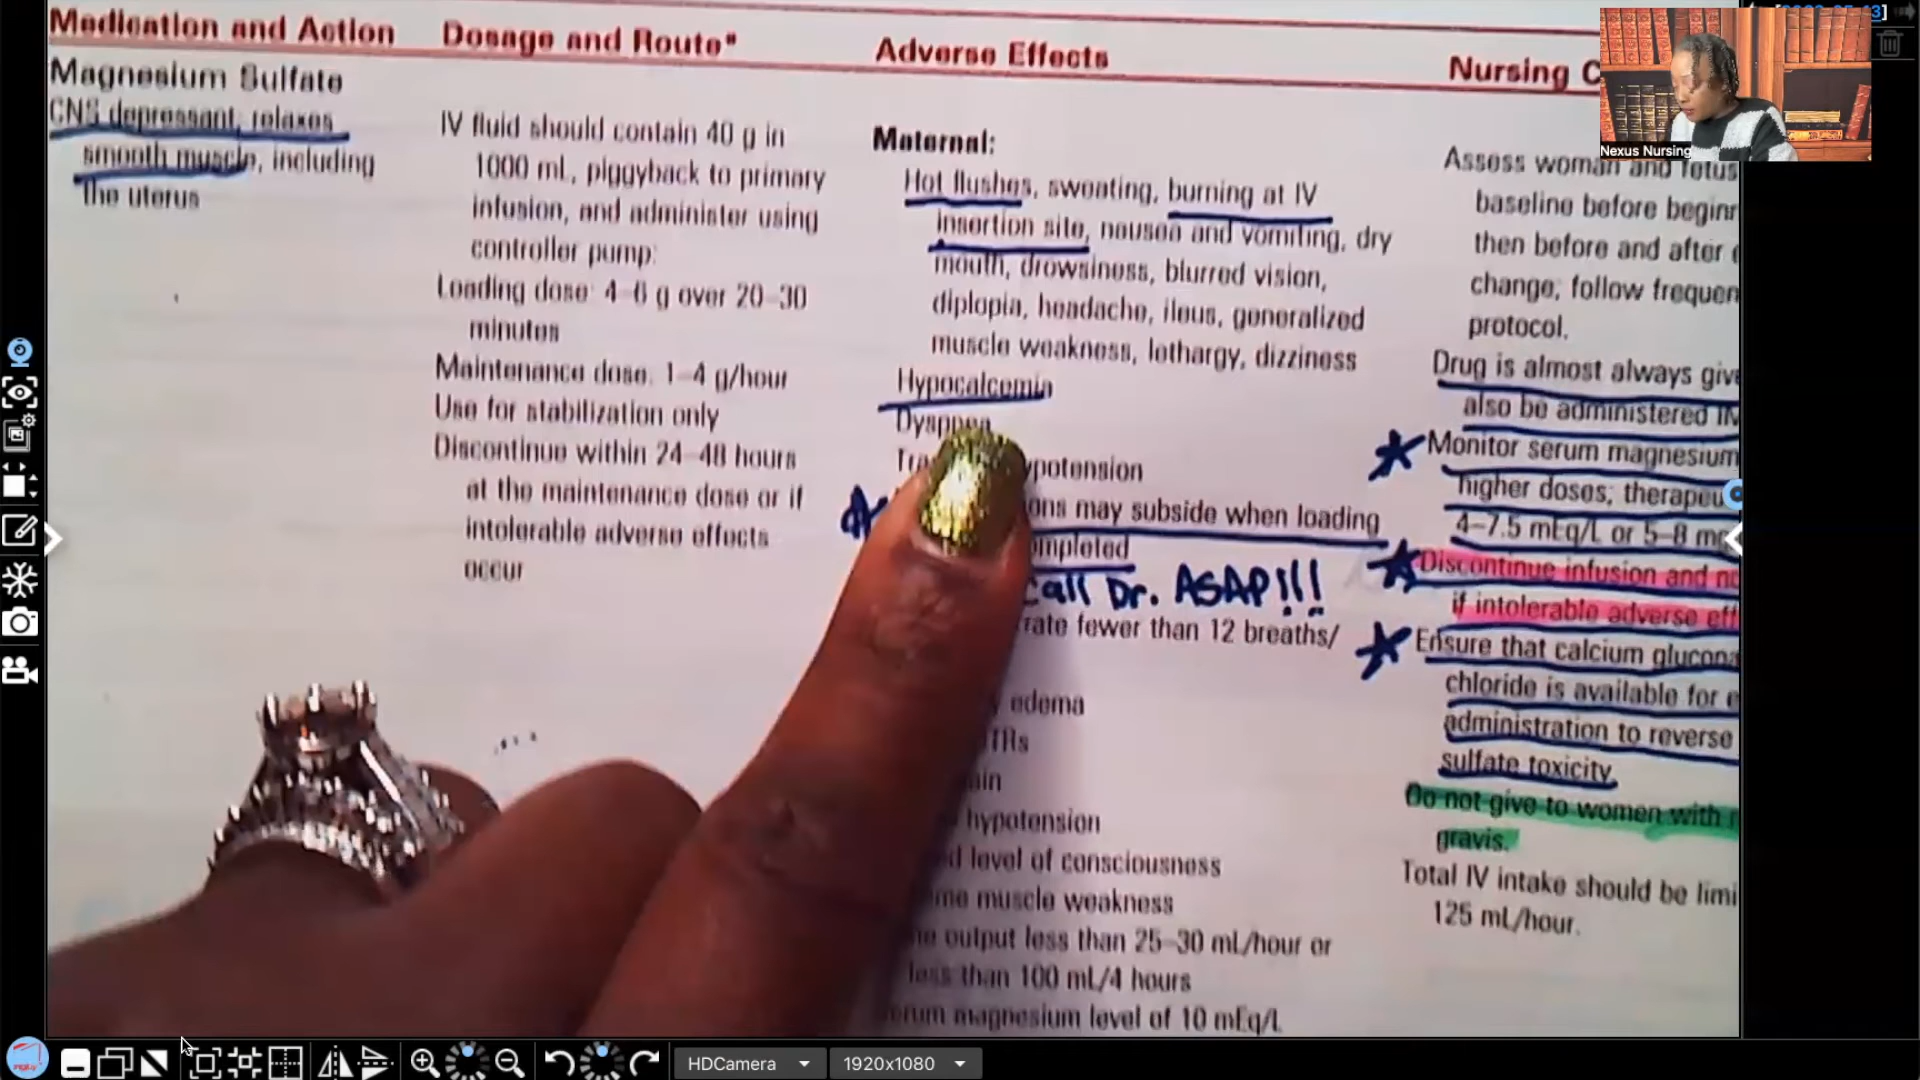 Medication and Action
Dosage and Route*
Adverse Effects
Nursing C
Magnesium Sulfate
CNS depressant, relaxes
smooth muscle, including
the uterus
IV fluid should contain 40 g in
1000 mL, piggyback to primary
infusion, and administer using
controller pump:
Loading dose: 4–6 g over 20–30
minutes
Maintenance dose: 1–4 g/hour
Use for stabilization only
Discontinue within 24–48 hours
at the maintenance dose or if
intolerable adverse effects
occur
Maternal:
Hot flushes, sweating, burning at IV
insertion site, nausea and vomiting, dry
mouth, drowsiness, blurred vision,
diplopia, headache, ileus, generalized
muscle weakness, lethargy, dizziness
Hypocalcemia
Dyspnea
Tra ypotension
ons may subside when loading
ompleted
Call Dr. ASAP!!!
rate fewer than 12 breaths/
edema
TRs
ain
hypotension
d level of consciousness
me muscle weakness
ne output less than 25–30 mL/hour or
less than 100 mL/4 hours
erum magnesium level of 10 mEq/L
Assess woman and fetus
baseline before beginn
then before and after
change; follow frequen
protocol.
Drug is almost always giv
also be administered IM
Monitor serum magnesium
higher doses; therapeu
4–7.5 mEq/L or 5–8 m
Discontinue infusion and no
if intolerable adverse eff
Ensure that calcium glucona
chloride is available for e
administration to reverse
sulfate toxicity
Do not give to women with
gravis.
Total IV intake should be limi
125 mL/hour.
Nexus Nursing
HDCamera
1920x1080